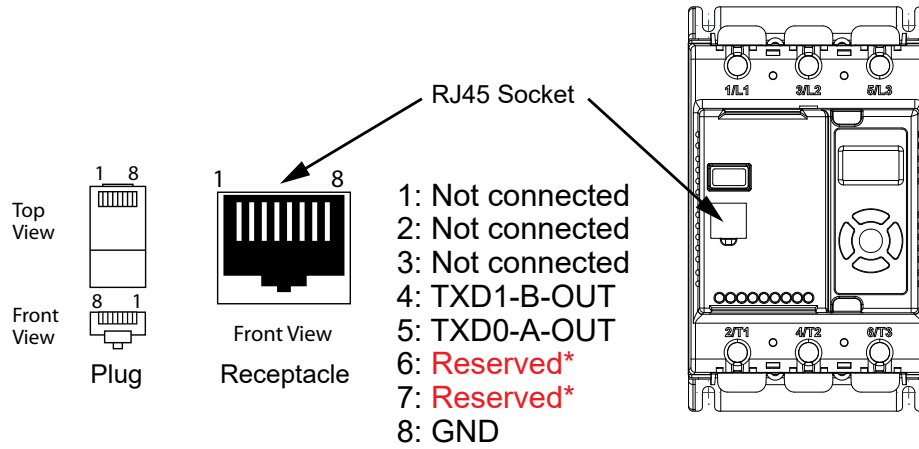 RJ45 Socket
1/L1 3/L2 5/L3
1 8
Top
View
8 1
Front
View
Plug
1 8
Front View
Receptacle
1: Not connected
2: Not connected
3: Not connected
4: TXD1-B-OUT
5: TXD0-A-OUT
6: Reserved*
7: Reserved*
8: GND
2/T1 4/T2 6/T3